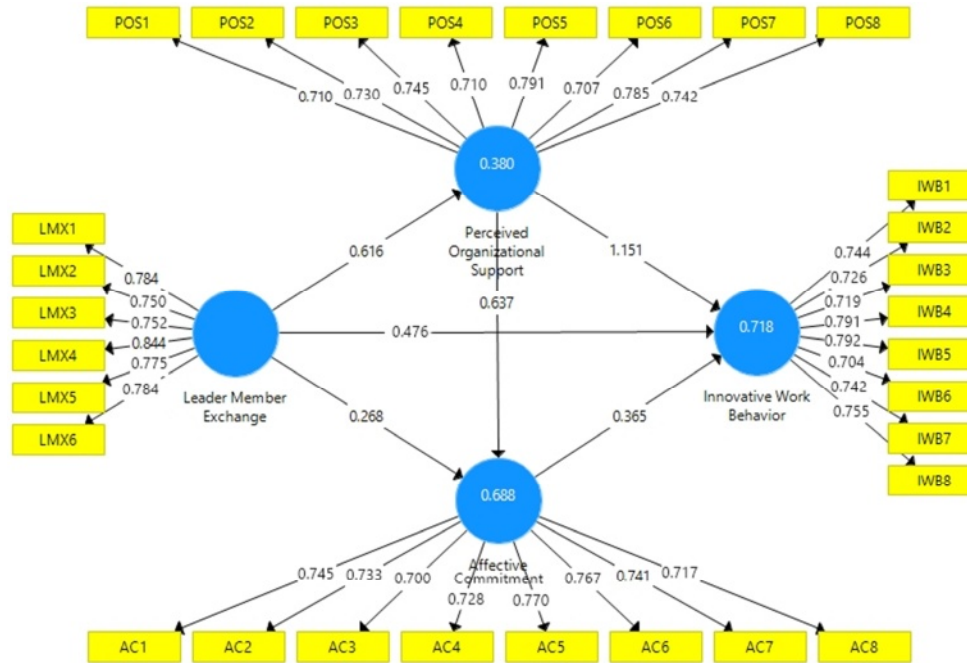 POS1 POS2 POS3 POS4 POS5 POS6 POS7 POS8
0.710 0.730 0.745 0.710 0.791 0.707 0.785 0.742
0.380
Perceived
Organizational
Support
LMX1
LMX2
LMX3
LMX4
LMX5
LMX6
0.784
0.750
0.752
0.844
0.775
0.784
Leader Member
Exchange
0.616
1.151
0.637
0.476
0.268
0.365
0.718
Innovative Work
Behavior
0.744
0.726
0.719
0.791
0.792
0.704
0.742
0.755
IWB1
IWB2
IWB3
IWB4
IWB5
IWB6
IWB7
IWB8
0.688
Affective
Commitment
0.745 0.733 0.700 0.728 0.770 0.767 0.741 0.717
AC1 AC2 AC3 AC4 AC5 AC6 AC7 AC8